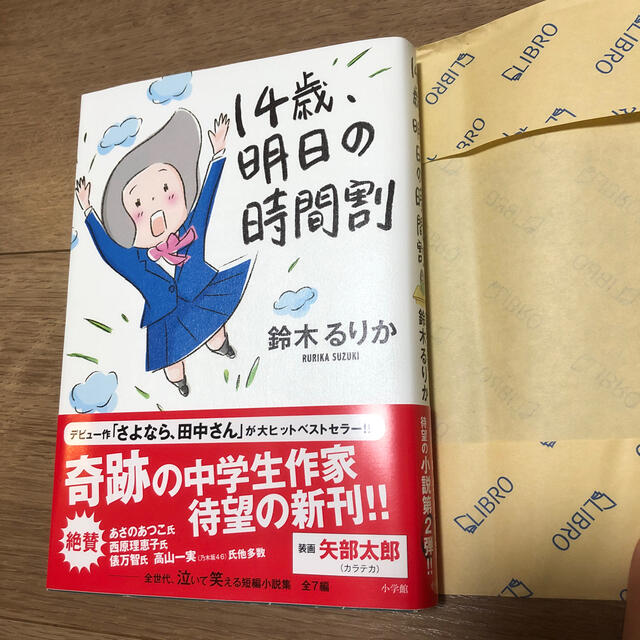 14歳、
明日の
時間割
鈴木るりか
RURIKA SUZUKI
デビュー作「さよなら、田中さん」が大ヒットベストセラー!!
奇跡の中学生作家
待望の新刊!!
絶賛
あさのあつこ氏
西原理恵子氏
俵万智氏 高山一実(乃木坂46)氏他多数
装画 矢部太郎
(カラテカ)
全世代、泣いて笑える短編小説集 全7編
小学館
14歳、明日の時間割
鈴木るりか
待望の小説第2弾!!
LIBRO
LIBRO
LIBRO
LIBRO
LIBRO